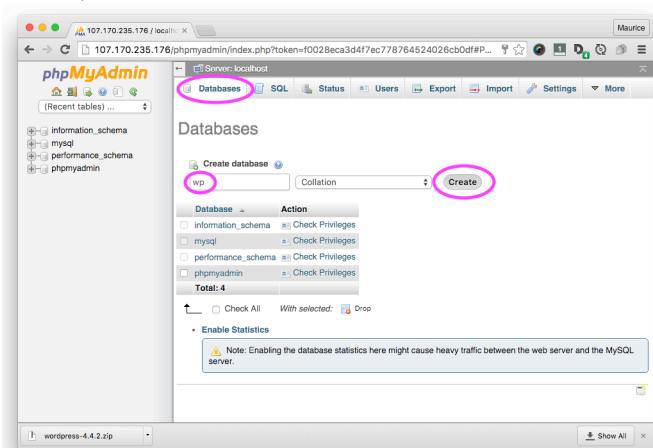 107.170.235.176 / localho
Maurice
107.170.235.176/phpmyadmin/index.php?token=f0028eca3d4f7ec778764524026cb0df#P...
phpMyAdmin
Server: localhost
Databases SQL Status Users Export Import Settings More
(Recent tables) ...
information_schema
mysql
performance_schema
phpmyadmin
Databases
Create database
wp Collation Create
Database Action
information_schema Check Privileges
mysql Check Privileges
performance_schema Check Privileges
phpmyadmin Check Privileges
Total: 4
Check All With selected: Drop
Enable Statistics
Note: Enabling the database statistics here might cause heavy traffic between the web server and the MySQL
server.
wordpress-4.4.2.zip
Show All